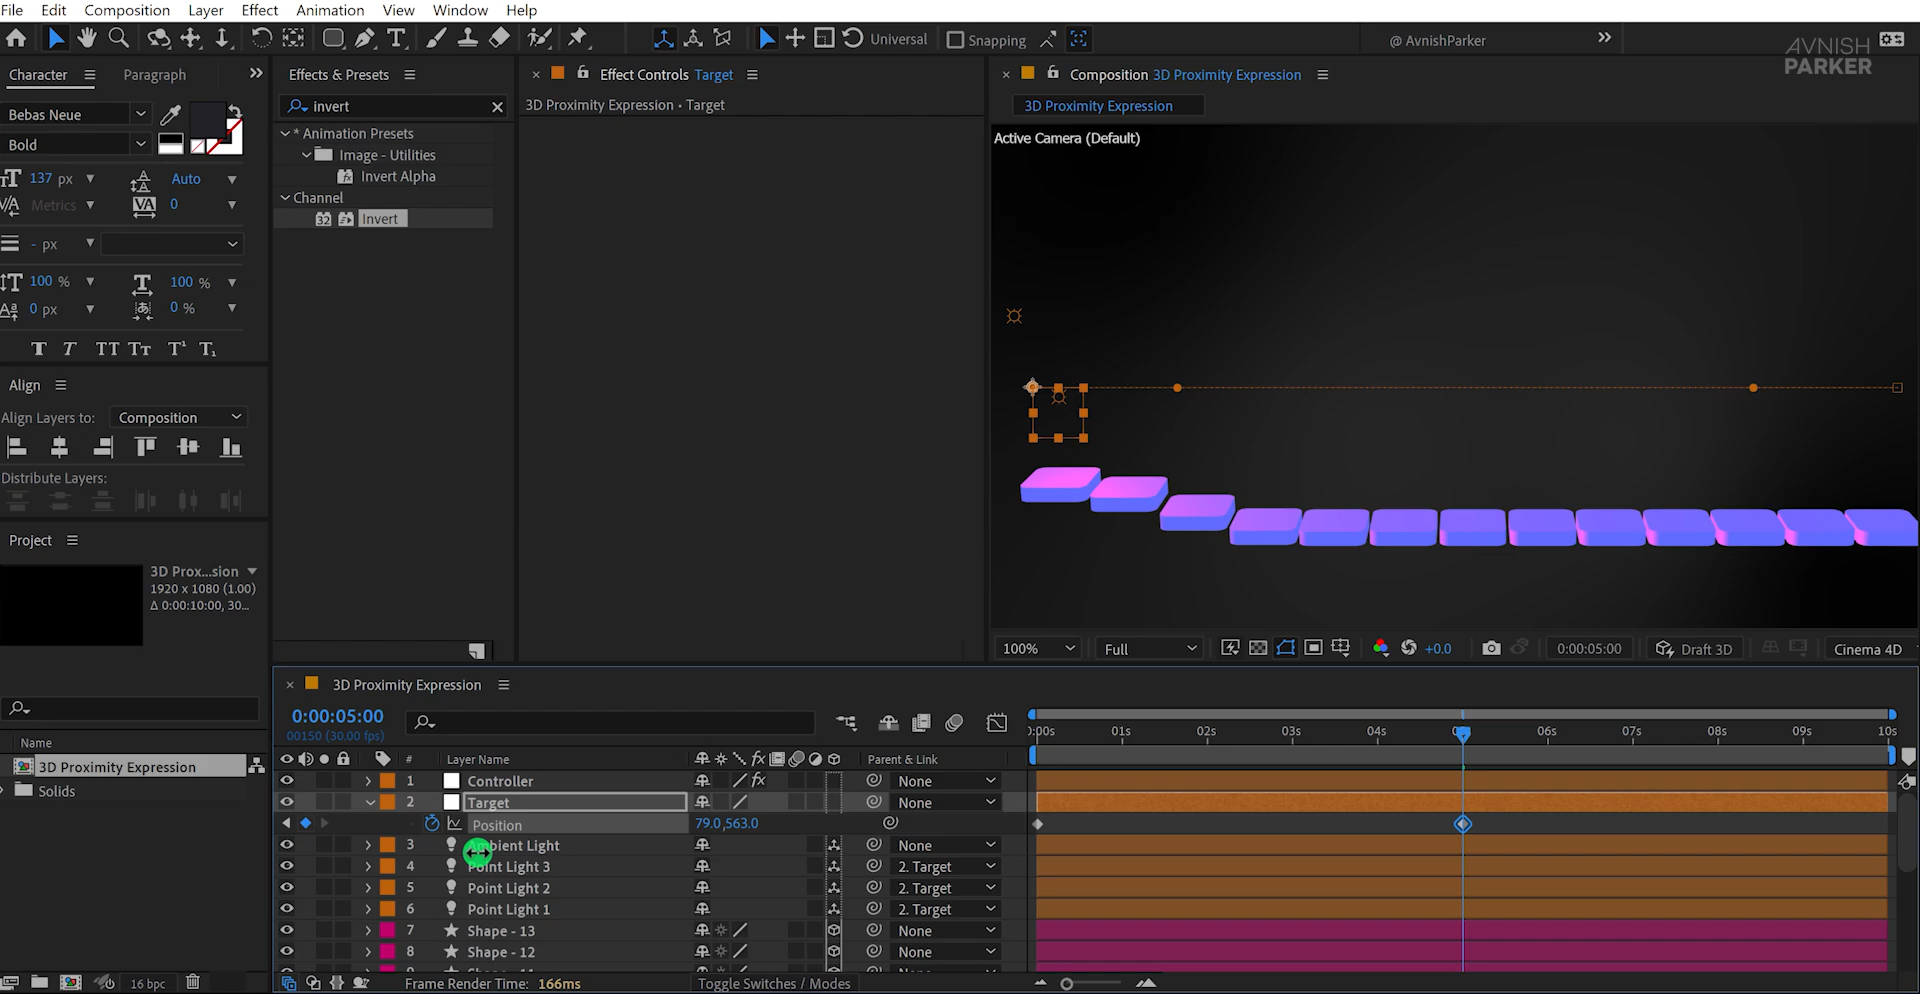 File Edit Composition Layer Effect Animation View Window Help
Universal Snapping @ AvnishParker AVNISH PARKER
Character Paragraph
Effects & Presets
Effect Controls Target
Composition 3D Proximity Expression
Bebas Neue
invert
3D Proximity Expression • Target
3D Proximity Expression
Bold
* Animation Presets
Image - Utilities
Invert Alpha
Channel
32 Invert
Active Camera (Default)
137 px Auto
Metrics 0
- px
100 % 100 %
0 px 0 %
Align
Align Layers to: Composition
Distribute Layers:
Project
3D Prox...sion
1920 x 1080 (1.00)
Δ 0:00:10:00, 30...
100% Full +0.0 0:00:05:00 Draft 3D Cinema 4D
3D Proximity Expression
0:00:05:00
00150 (30.00 fps)
0:00s 01s 02s 03s 04s 06s 07s 08s 09s 10s
Name
# Layer Name Parent & Link
3D Proximity Expression
Solids
1 Controller None
2 Target None
Position 79.0,563.0
3 Ambient Light None
4 Point Light 3 2. Target
5 Point Light 2 2. Target
6 Point Light 1 2. Target
7 Shape - 13 None
8 Shape - 12 None
16 bpc
Frame Render Time: 166ms Toggle Switches / Modes